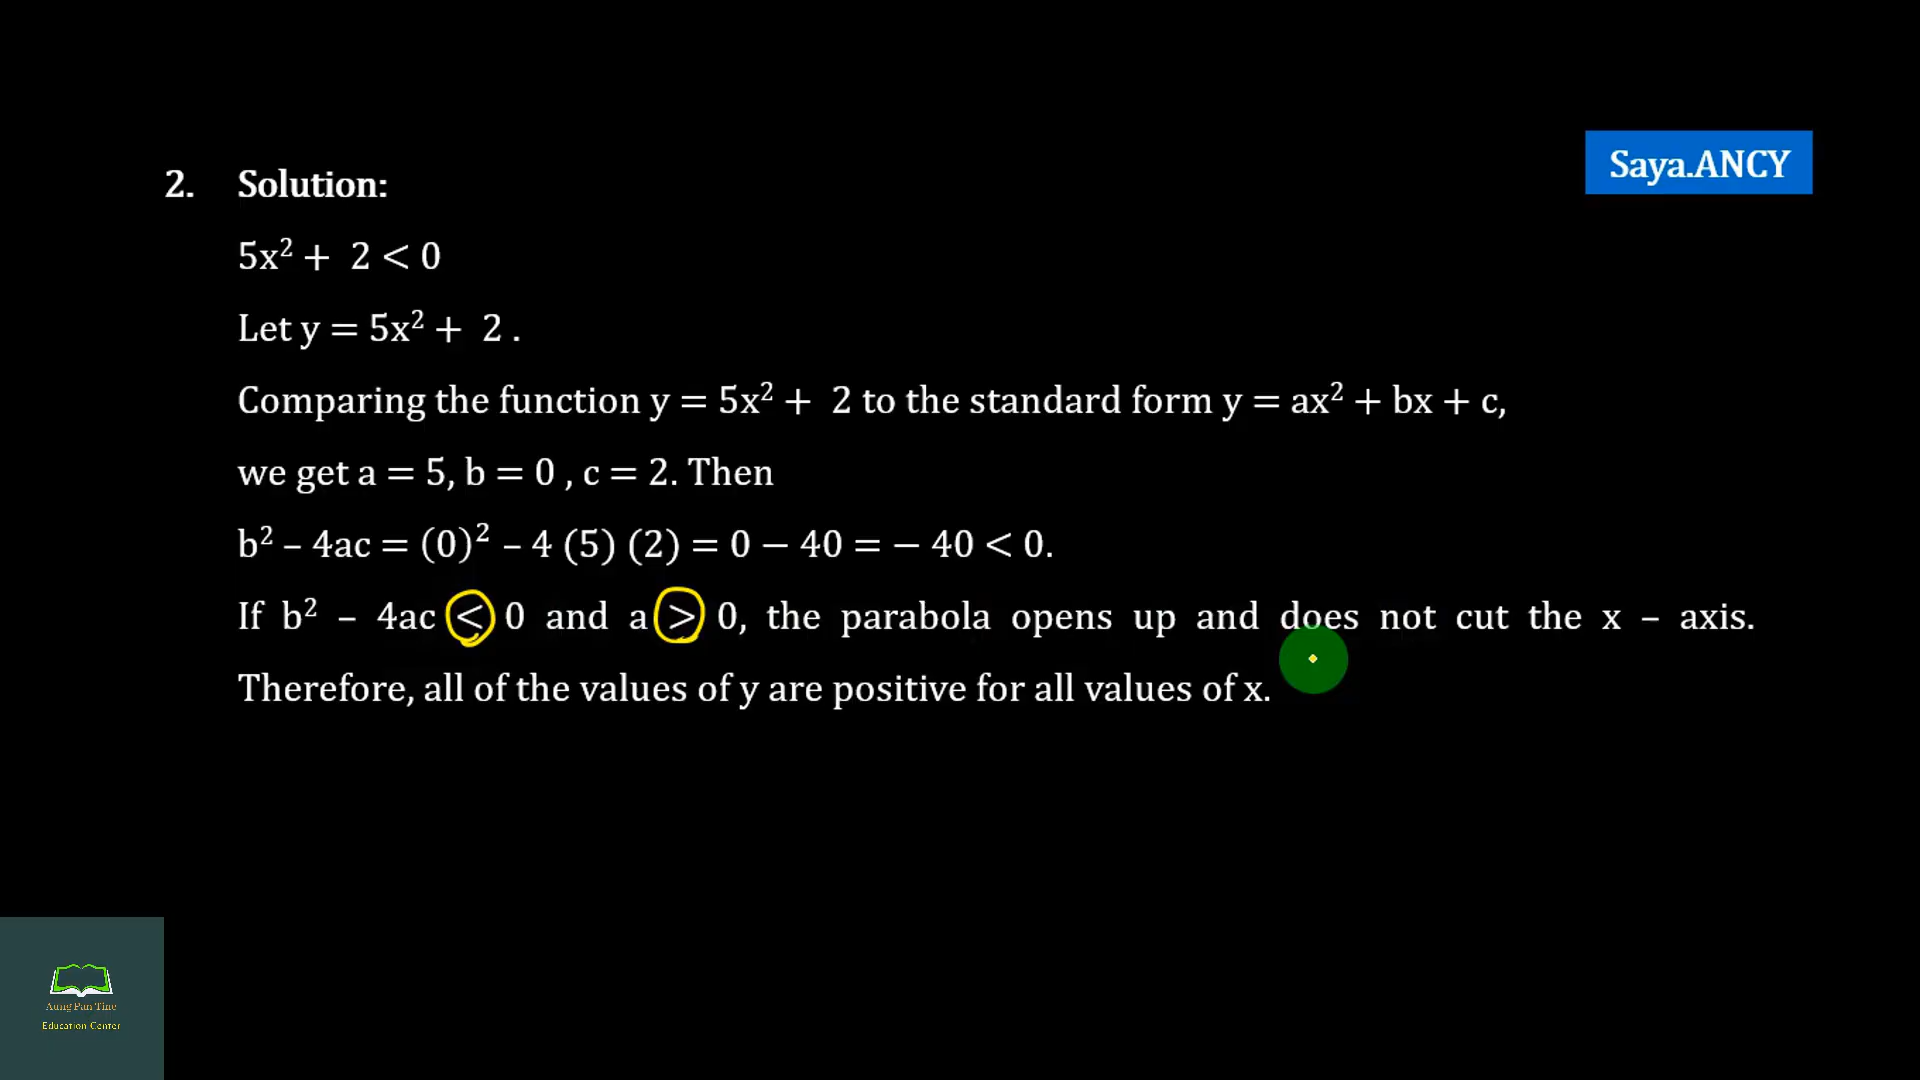 Saya.ANCY
2. Solution:
5x² + 2 < 0
Let y = 5x² + 2 .
Comparing the function y = 5x² + 2 to the standard form y = ax² + bx + c,
we get a = 5, b = 0 , c = 2. Then
b² – 4ac = (0)² – 4 (5) (2) = 0 − 40 = − 40 < 0.
If b² – 4ac < 0 and a > 0, the parabola opens up and does not cut the x – axis.
Therefore, all of the values of y are positive for all values of x.
Aung Pan Tine
Education Center